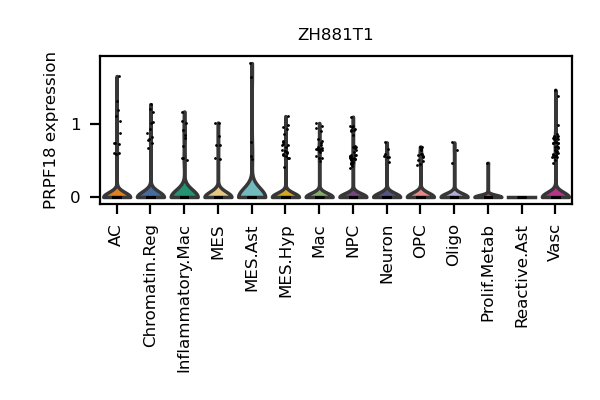 ZH881T1
PRPF18 expression
1
0
AC
Chromatin.Reg
Inflammatory.Mac
MES
MES.Ast
MES.Hyp
Mac
NPC
Neuron
OPC
Oligo
Prolif.Metab
Reactive.Ast
Vasc